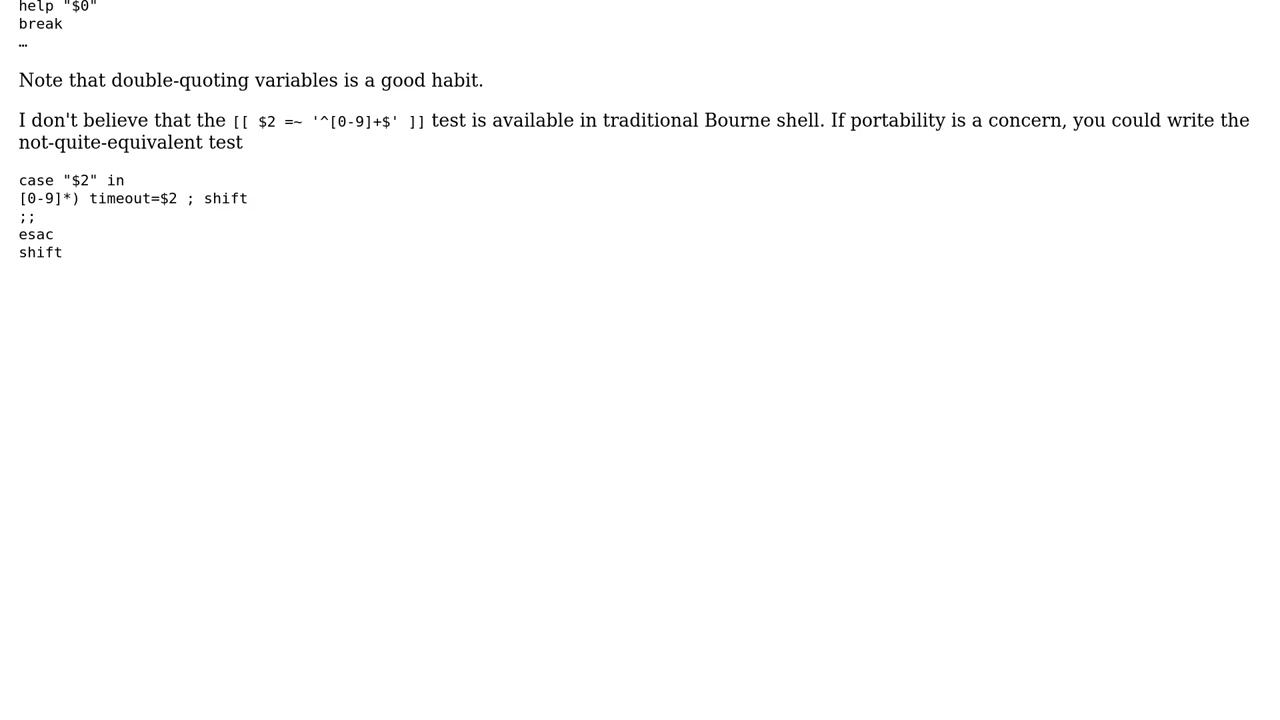 help "$0"
break
…
Note that double-quoting variables is a good habit.
I don't believe that the [[ $2 =~ '^[0-9]+$' ]] test is available in traditional Bourne shell. If portability is a concern, you could write the
not-quite-equivalent test
case "$2" in
[0-9]*) timeout=$2 ; shift
;;
esac
shift